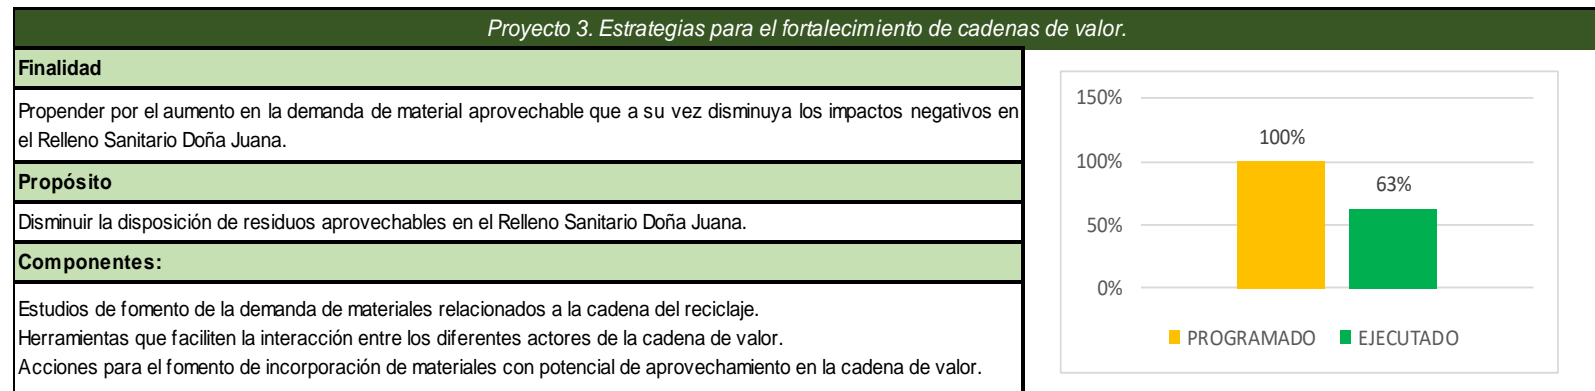 Proyecto 3. Estrategias para el fortalecimiento de cadenas de valor.
Finalidad
Propender por el aumento en la demanda de material aprovechable que a su vez disminuya los impactos negativos en
el Relleno Sanitario Doña Juana.
Propósito
Disminuir la disposición de residuos aprovechables en el Relleno Sanitario Doña Juana.
Componentes:
Estudios de fomento de la demanda de materiales relacionados a la cadena del reciclaje.
Herramientas que faciliten la interacción entre los diferentes actores de la cadena de valor.
Acciones para el fomento de incorporación de materiales con potencial de aprovechamiento en la cadena de valor.
150%
100%
50%
0%
100%
63%
PROGRAMADO EJECUTADO